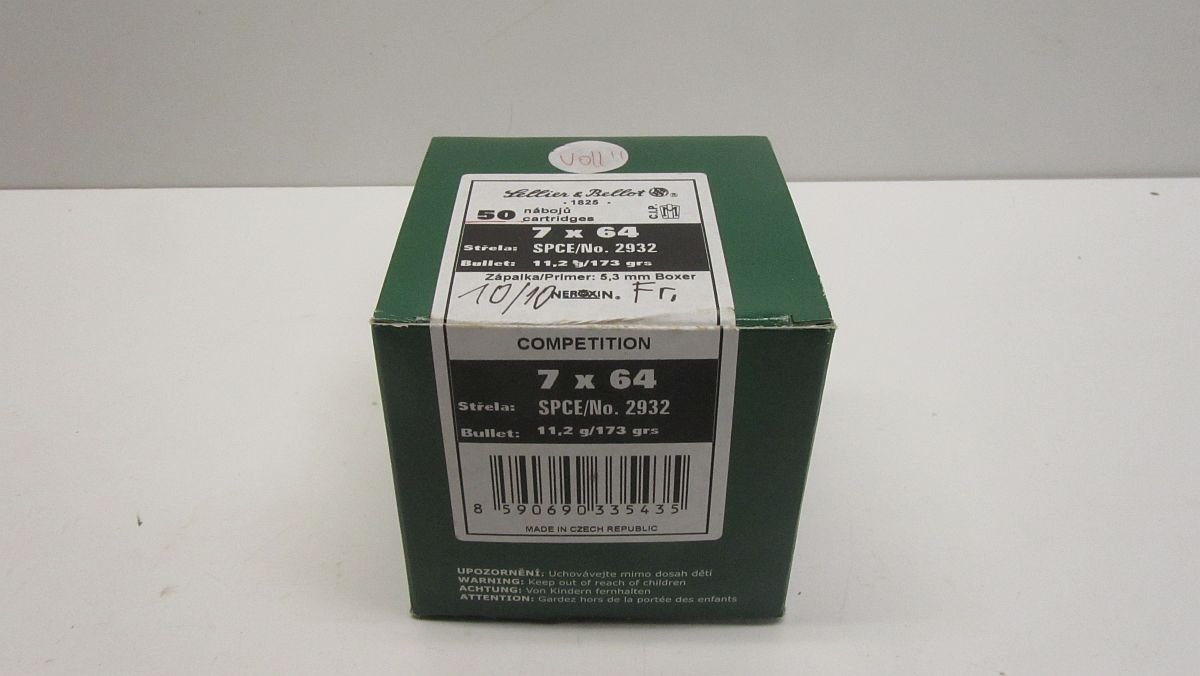 Voll!!
Sellier & Bellot ®
· 1825 ·
50 nábojů
cartridges
C.I.P.
7 x 64
Střela: SPCE/No. 2932
Bullet: 11,2 g/173 grs
Zápalka/Primer: 5,3 mm Boxer
10/10 NEROXIN® Fr.
COMPETITION
7 x 64
Střela: SPCE/No. 2932
Bullet: 11,2 g/173 grs
8 590690 335435
MADE IN CZECH REPUBLIC
UPOZORNĚNÍ: Uchovávejte mimo dosah dětí
WARNING: Keep out of reach of children
ACHTUNG: Von Kindern fernhalten
ATTENTION: Gardez hors de la portée des enfants